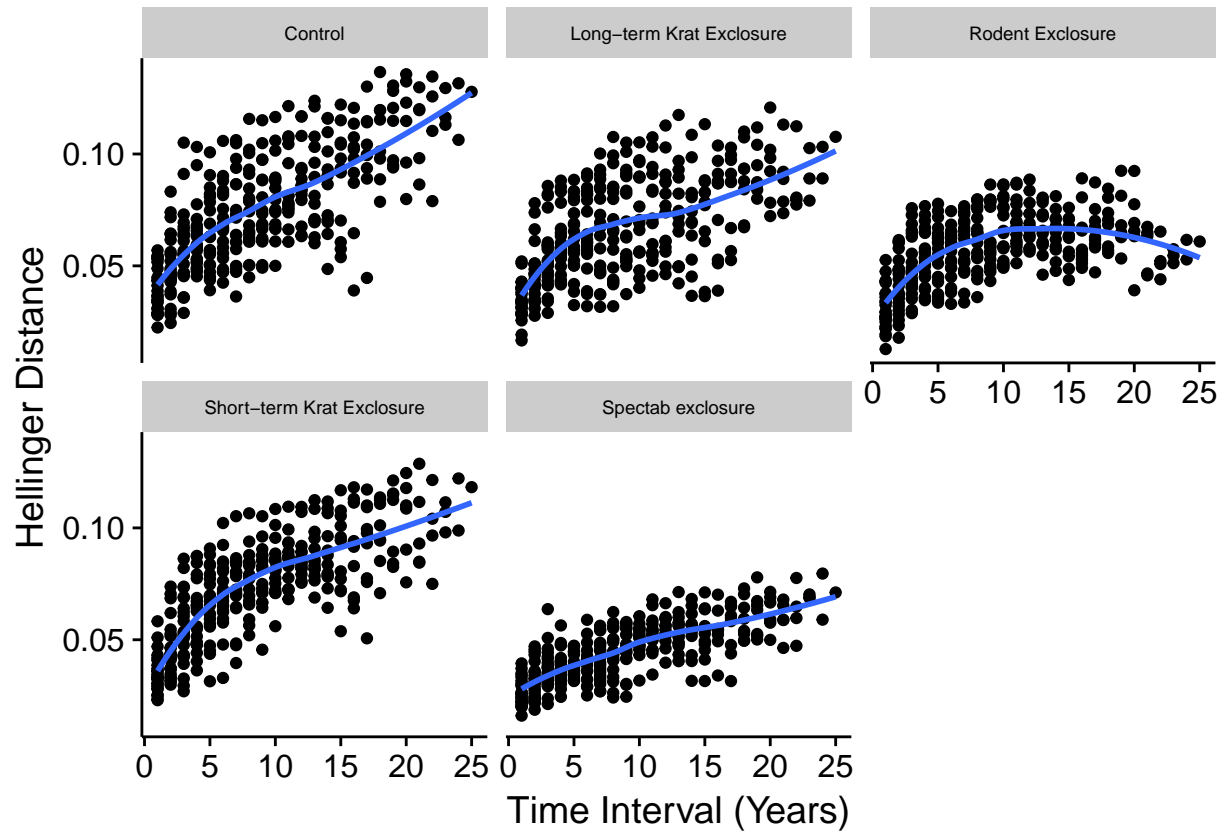 Control
Long−term Krat Exclosure
Rodent Exclosure
0.10
0.05
0 5 10 15 20 25
Short−term Krat Exclosure
Spectab exclosure
0.10
0.05
0 5 10 15 20 25
0 5 10 15 20 25
Hellinger Distance
Time Interval (Years)